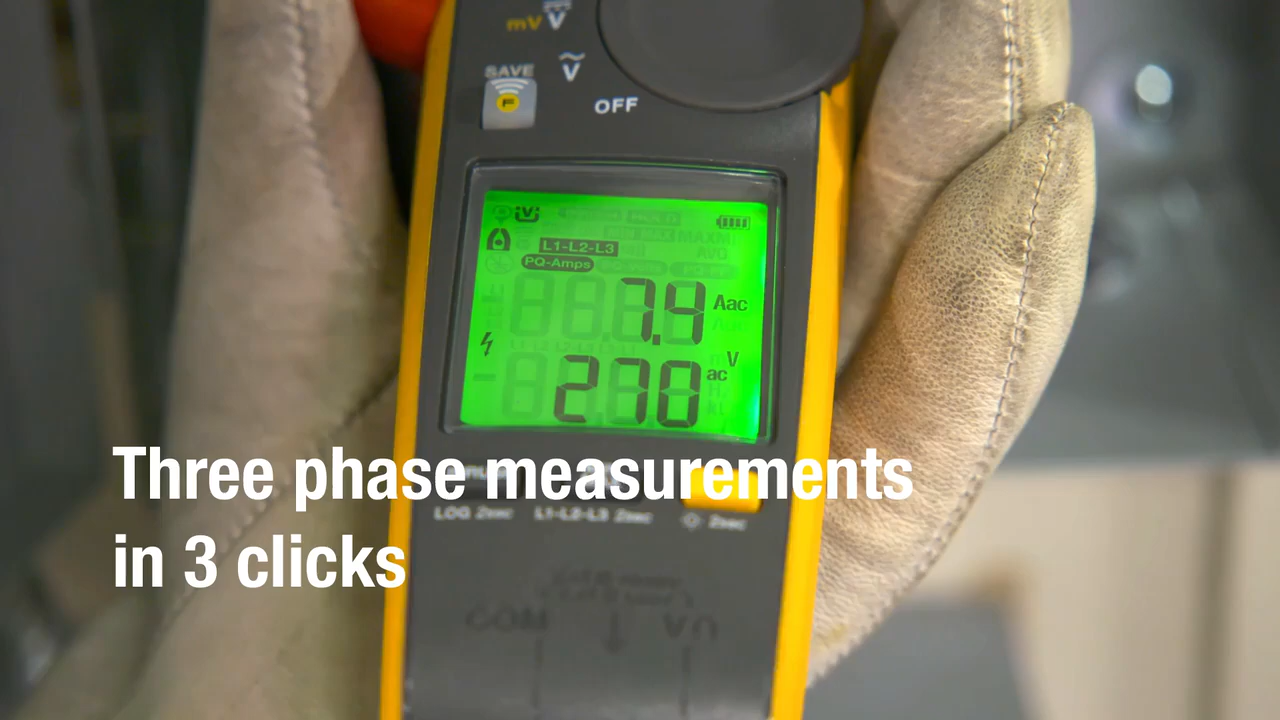 mV V
SAVE V
F
OFF
V
L1-L2-L3
PQ-Amps
7.4 Aac
V
270 ac
Three phase measurements
LOG 2sec L1-L2-L3 2sec 2sec
in 3 clicks
COM VΩ